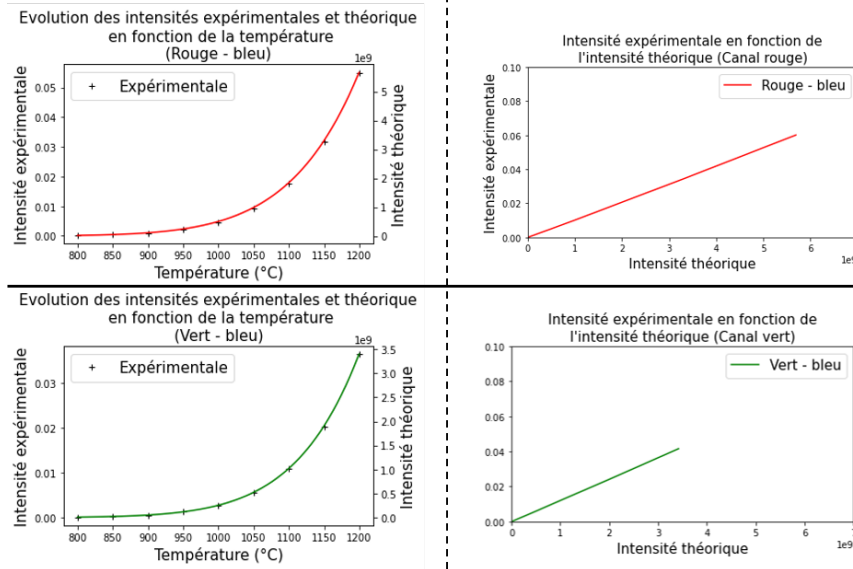 Evolution des intensités expérimentales et théorique
en fonction de la température
(Rouge - bleu)
1e9
Expérimentale
Intensité expérimentale
0.05
0.04
0.03
0.02
0.01
0.00
5
4
3
2
1
0
Intensité théorique
800 850 900 950 1000 1050 1100 1150 1200
Température (°C)
Intensité expérimentale en fonction de
l'intensité théorique (Canal rouge)
Rouge - bleu
Intensité expérimentale
0.10
0.08
0.06
0.04
0.02
0.00
0 1 2 3 4 5 6
1e9
Intensité théorique
Evolution des intensités expérimentales et théorique
en fonction de la température
(Vert - bleu)
1e9
Expérimentale
Intensité expérimentale
0.03
0.02
0.01
0.00
3.5
3.0
2.5
2.0
1.5
1.0
0.5
0.0
Intensité théorique
800 850 900 950 1000 1050 1100 1150 1200
Température (°C)
Intensité expérimentale en fonction de
l'intensité théorique (Canal vert)
Vert - bleu
Intensité expérimentale
0.10
0.08
0.06
0.04
0.02
0.00
0 1 2 3 4 5 6
1e9
Intensité théorique